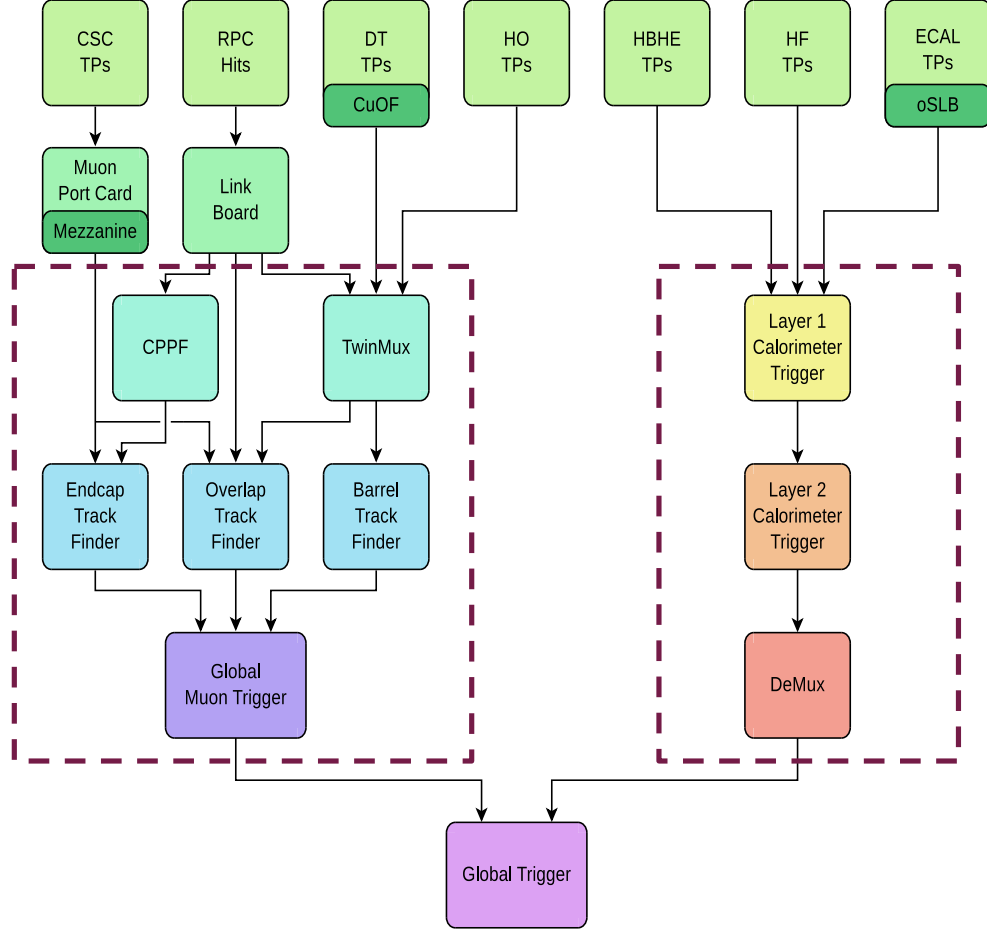 CSC
TPs
RPC
Hits
DT
TPs
CuOF
HO
TPs
HBHE
TPs
HF
TPs
ECAL
TPs
oSLB
Muon
Port Card
Mezzanine
Link
Board
CPPF
TwinMux
Layer 1
Calorimeter
Trigger
Endcap
Track
Finder
Overlap
Track
Finder
Barrel
Track
Finder
Layer 2
Calorimeter
Trigger
Global
Muon Trigger
DeMux
Global Trigger